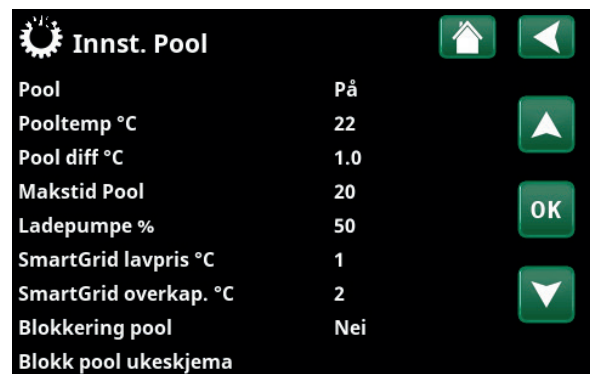 Innst. Pool
Pool På
Pooltemp °C 22
Pool diff °C 1.0
Makstid Pool 20
Ladepumpe % 50
OK
SmartGrid lavpris °C 1
SmartGrid overkap. °C 2
Blokkering pool Nei
Blokk pool ukeskjema